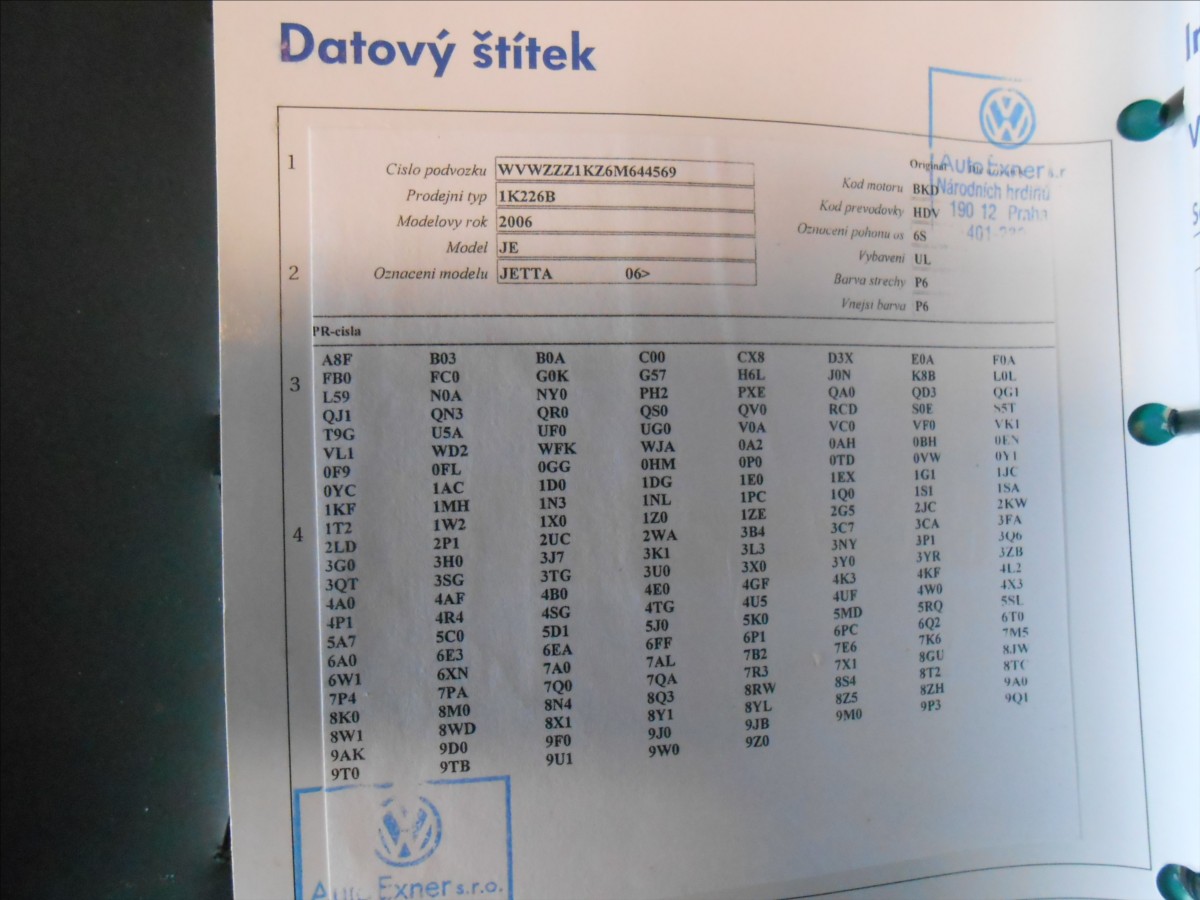 Datový štítek
1
Cislo podvozku WVWZZZ1KZ6M644569
Prodejni typ 1K226B
Modelovy rok 2006
Model JE
2
Oznaceni modelu JETTA 06>
Kod motoru BKD
Kod prevodovky HDV
Oznaceni pohonu os 6S
Vybaveni UL
Barva strechy P6
Vnejsi barva P6
Auto Exner s.r
Národních hrdinů
190 12 Praha
PR-cisla
A8F B03 B0A C00 CX8 D3X E0A F0A
3
FB0 FC0 G0K G57 H6L J0N K8B L0L
L59 N0A NY0 PH2 PXE QA0 QD3 QG1
QJ1 QN3 QR0 QS0 QV0 RCD S0E S5T
T9G U5A UF0 UG0 V0A VC0 VF0 VK1
VL1 WD2 WFK WJA 0A2 0AH 0BH 0EN
0F9 0FL 0GG 0HM 0P0 0TD 0VW 0Y1
0YC 1AC 1D0 1DG 1E0 1EX 1G1 1JC
1KF 1MH 1N3 1NL 1PC 1Q0 1S1 1SA
4
1T2 1W2 1X0 1Z0 1ZE 2G5 2JC 2KW
2LD 2P1 2UC 2WA 3B4 3C7 3CA 3FA
3G0 3H0 3J7 3K1 3L3 3NY 3P1 3Q6
3QT 3SG 3TG 3U0 3X0 3Y0 3YR 3ZB
4A0 4AF 4B0 4E0 4GF 4K3 4KF 4L2
4P1 4R4 4SG 4TG 4U5 4UF 4W0 4X3
5A7 5C0 5D1 5J0 5K0 5MD 5RQ 5SL
6A0 6E3 6EA 6FF 6P1 6PC 6Q2 6T0
6W1 6XN 7A0 7AL 7B2 7E6 7K6 7M5
7P4 7PA 7Q0 7QA 7R3 7X1 8GU 8JW
8K0 8M0 8N4 8Q3 8RW 8S4 8T2 8TC
8W1 8WD 8X1 8Y1 8YL 8Z5 8ZH 9A0
9AK 9D0 9F0 9J0 9JB 9M0 9P3 9Q1
9T0 9TB 9U1 9W0 9Z0
Auto Exner s.r.o.